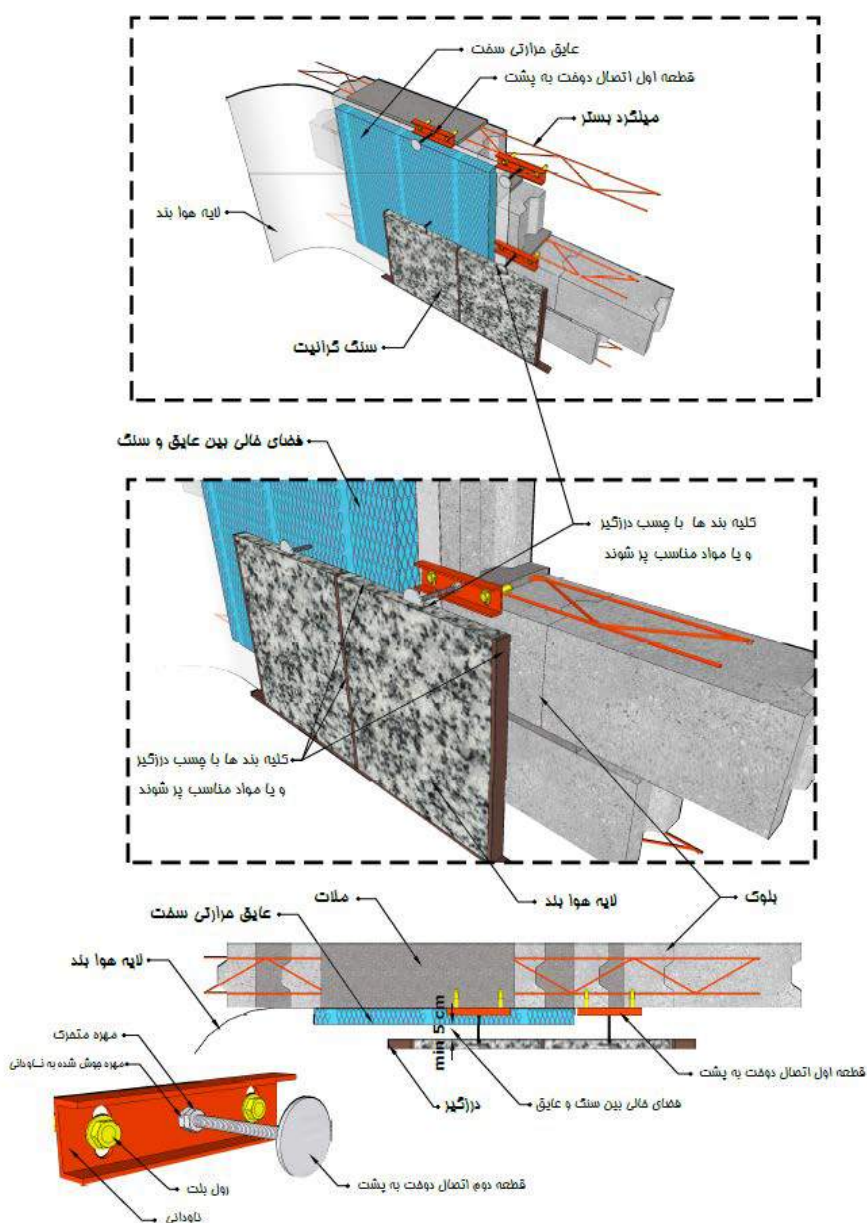 عایق حرارتی سخت
قطعه اول اتصال دوخت به پشت
میلگرد بستر
لایه هوا بند
سنگ گرانیت
فضای خالی بین عایق و سنگ
کلیه بند ها با چسب درزگیر
و یا مواد مناسب پر شوند
کلیه بند ها با چسب درزگیر
و یا مواد مناسب پر شوند
لایه هوا بند
بلوک
ملات
عایق حرارتی سخت
لایه هوا بند
min 5 cm
مهره متحرک
مهره جوش شده به ناودانی
قطعه اول اتصال دوخت به پشت
فضای خالی بین سنگ و عایق
درزگیر
رول بلت
قطعه دوم اتصال دوخت به پشت
ناودانی